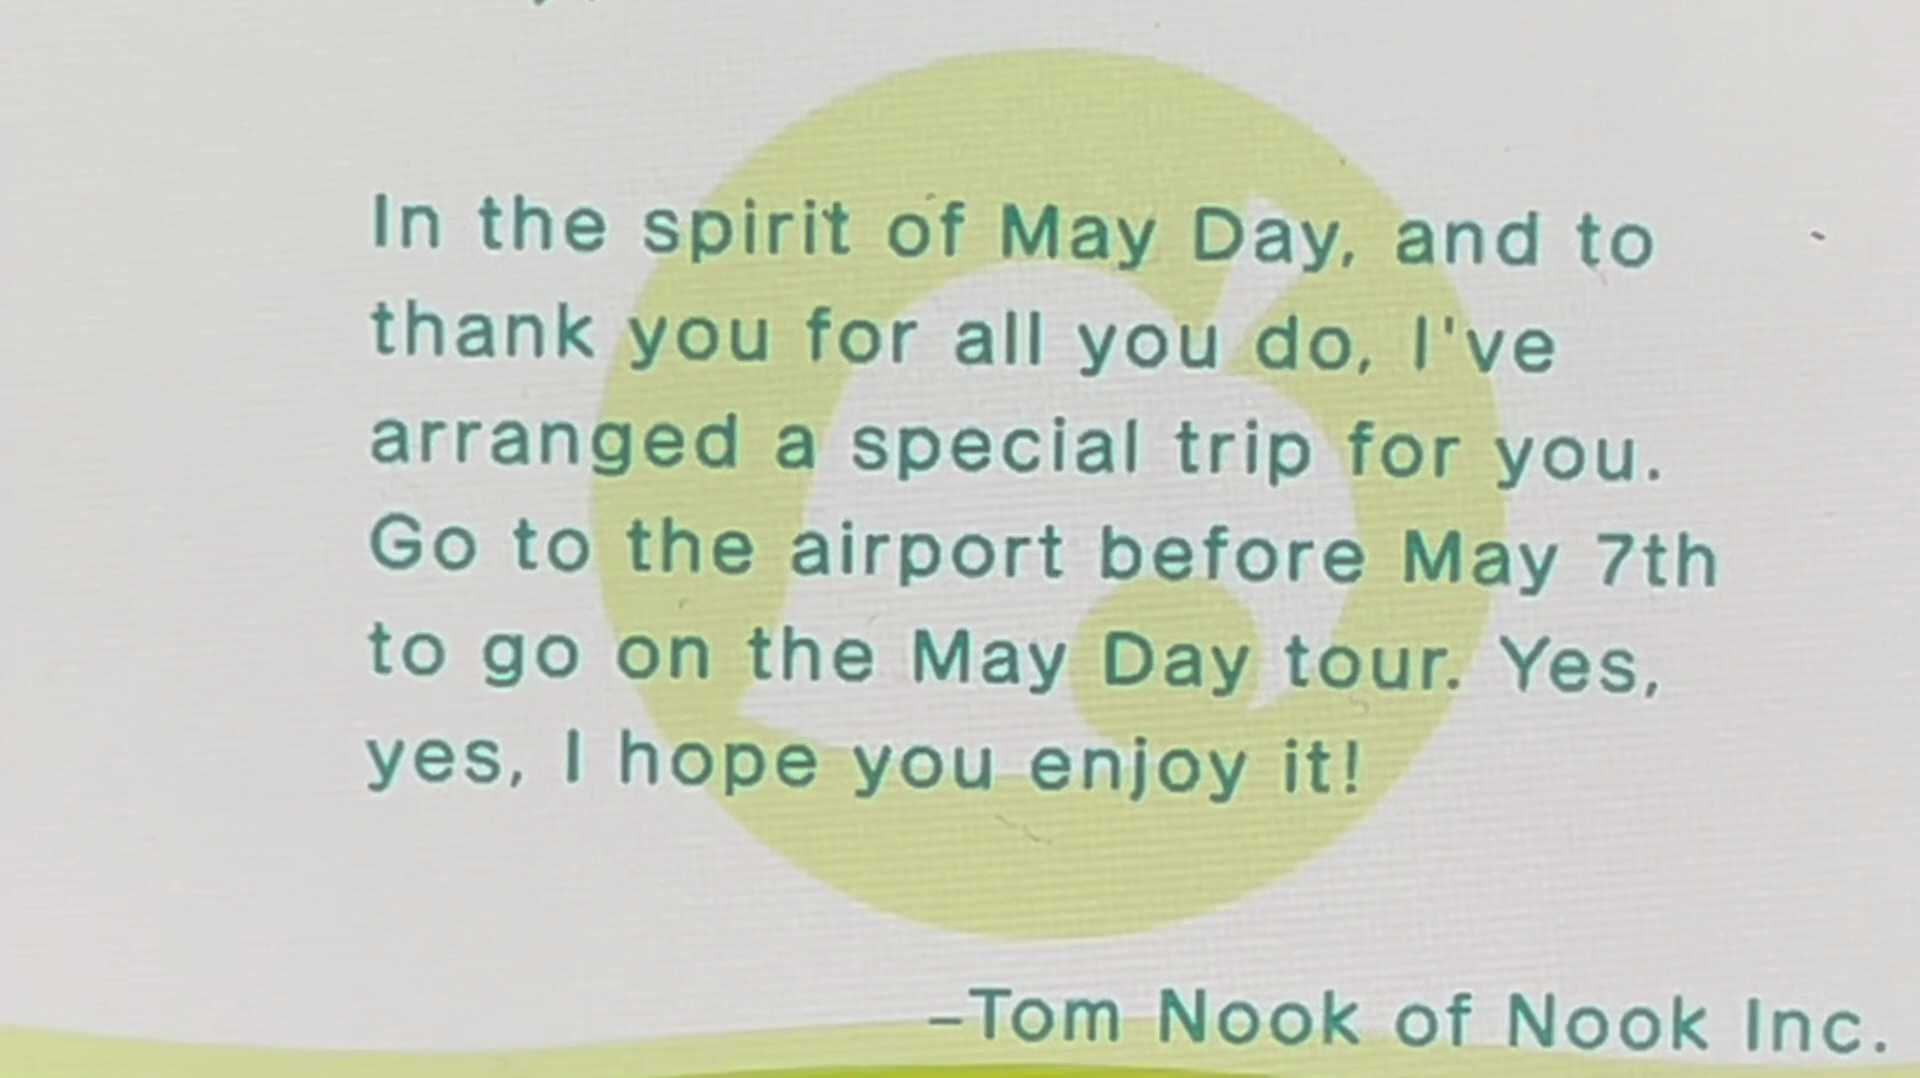 In the spirit of May Day, and to
thank you for all you do, I've
arranged a special trip for you.
Go to the airport before May 7th
to go on the May Day tour. Yes,
yes, I hope you enjoy it!
–Tom Nook of Nook Inc.